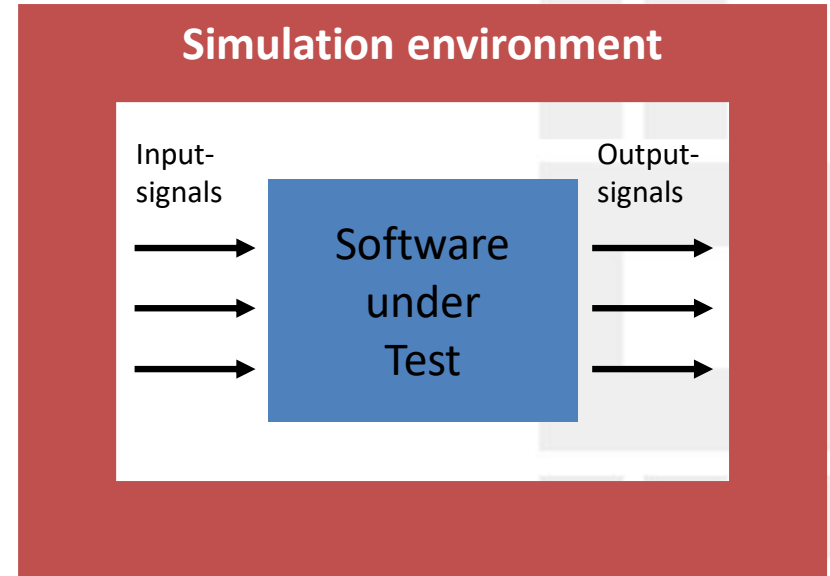 Simulation environment
Input-
signals
Output-
signals
Software
under
Test